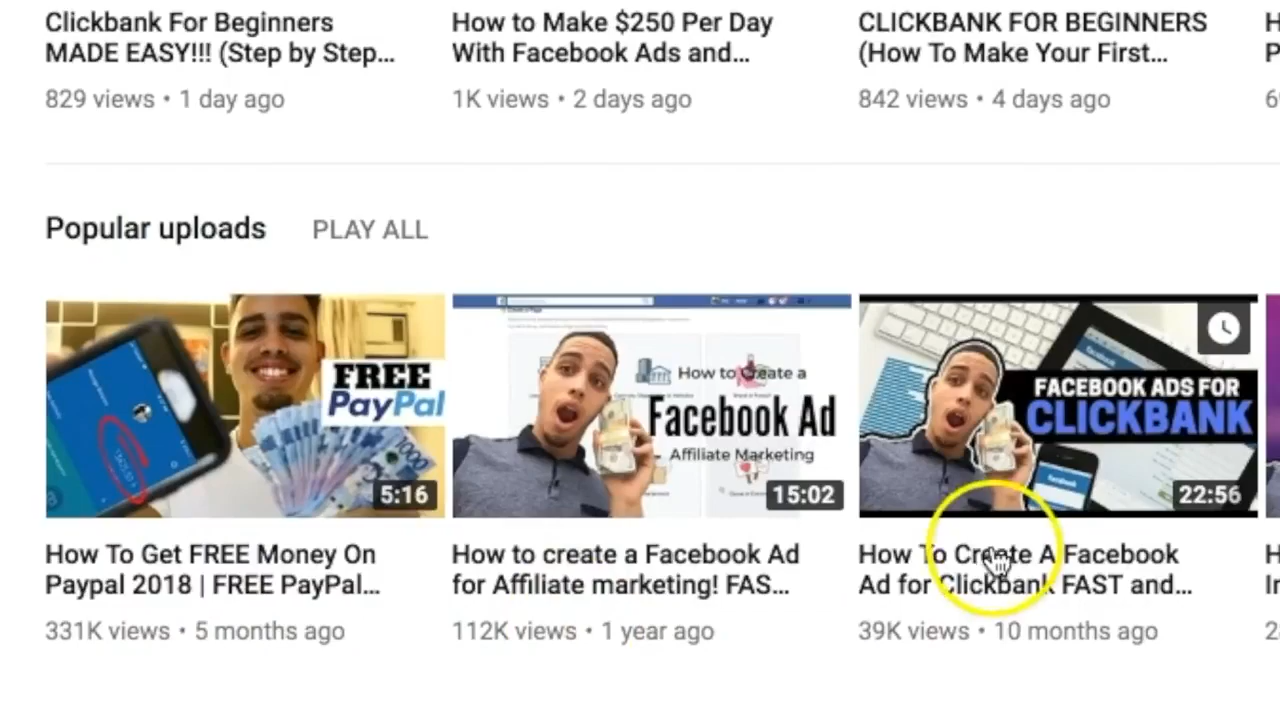 Clickbank For Beginners
MADE EASY!!! (Step by Step...
829 views • 1 day ago
How to Make $250 Per Day
With Facebook Ads and...
1K views • 2 days ago
CLICKBANK FOR BEGINNERS
(How To Make Your First...
842 views • 4 days ago
Popular uploads PLAY ALL
FREE
PayPal
1000
5:16
How to Create a
Facebook Ad
Affiliate Marketing
15:02
FACEBOOK ADS FOR
CLICKBANK
facebook
22:56
How To Get FREE Money On
Paypal 2018 | FREE PayPal...
331K views • 5 months ago
How to create a Facebook Ad
for Affiliate marketing! FAS...
112K views • 1 year ago
How To Create A Facebook
Ad for Clickbank FAST and...
39K views • 10 months ago